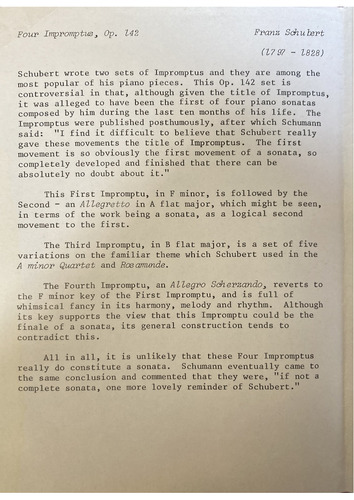 Four Impromptus, Op. l42 Franz Schubert
(l797 - l828)
Schubert wrote two sets of Impromptus and they are among the
most popular of his piano pieces. This Op. l42 set is
controversial in that, although given the title of Impromptus,
it was alleged to have been the first of four piano sonatas
composed by him during the last ten months of his life. The
Impromptus were published posthumously, after which Schumann
said: "I find it difficult to believe that Schubert really
gave these movements the title of Impromptus. The first
movement is so obviously the first movement of a sonata, so
completely developed and finished that there can be
absolutely no doubt about it."
This First Impromptu, in F minor, is followed by the
Second - an Allegretto in A flat major, which might be seen,
in terms of the work being a sonata, as a logical second
movement to the first.
The Third Impromptu, in B flat major, is a set of five
variations on the familiar theme which Schubert used in the
A minor Quartet and Rosamunde.
The Fourth Impromptu, an Allegro Scherzando, reverts to
the F minor key of the First Impromptu, and is full of
whimsical fancy in its harmony, melody and rhythm. Although
its key supports the view that this Impromptu could be the
finale of a sonata, its general construction tends to
contradict this.
All in all, it is unlikely that these Four Impromptus
really do constitute a sonata. Schumann eventually came to
the same conclusion and commented that they were, "if not a
complete sonata, one more lovely reminder of Schubert."